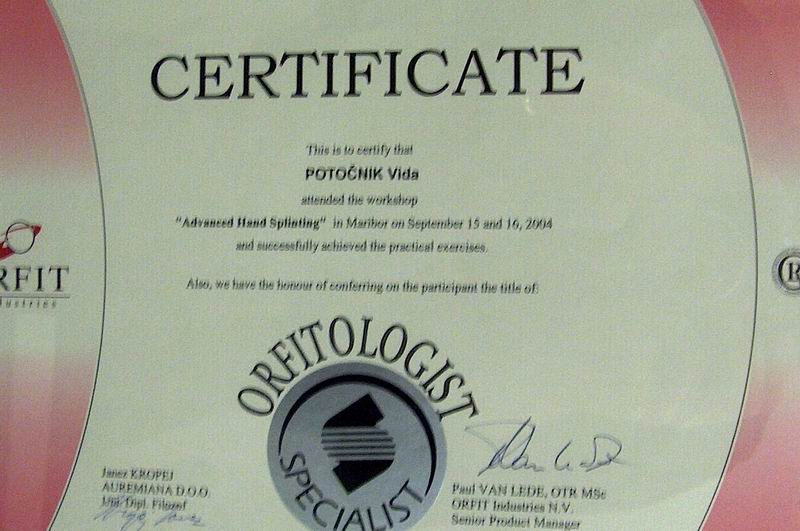 CERTIFICATE
This is to certify that
POTOČNIK Vida
attended the workshop
"Advanced Hand Splinting" in Maribor on September 15 and 16, 2004
and successfully achieved the practical exercises.
Also, we have the honour of conferring on the participant the title of:
RFIT
dustries
R
ORFITOLOGIST
SPECIALIST
Janez KROPEJ
AUREMIANA D.O.O.
Dipl. Filozof
Paul VAN LEDE, OTR MSc
ORFIT Industries N.V.
Senior Product Manager